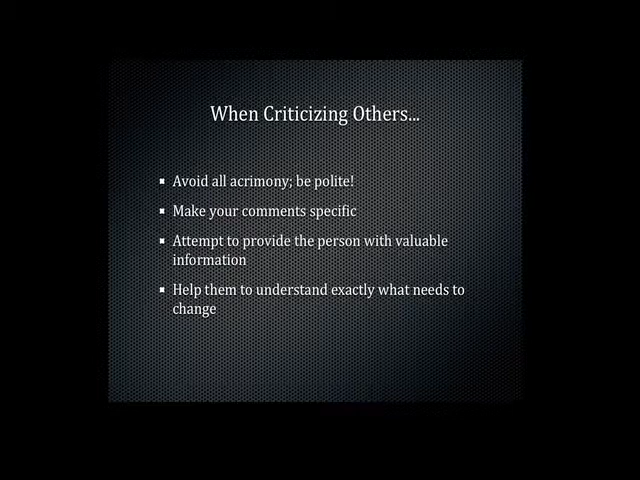 When Criticizing Others...
Avoid all acrimony; be polite!
Make your comments specific
Attempt to provide the person with valuable
information
Help them to understand exactly what needs to
change